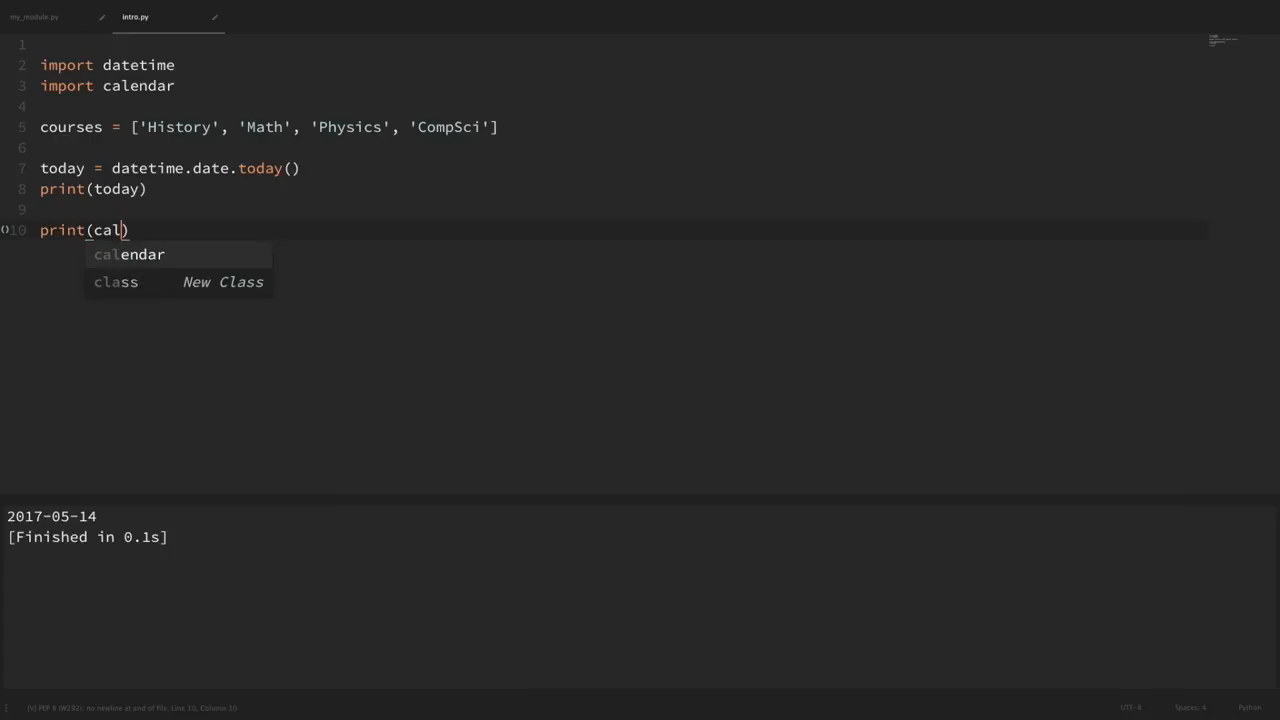 my_module.py
intro.py
1
2 import datetime
3 import calendar
4
5 courses = ['History', 'Math', 'Physics', 'CompSci']
6
7 today = datetime.date.today()
8 print(today)
9
()10 print(cal)
calendar
class New Class
2017-05-14
[Finished in 0.1s]
[V] PEP 8 (W292): no newline at end of file, Line 10, Column 10
UTF-8
Spaces: 4
Python